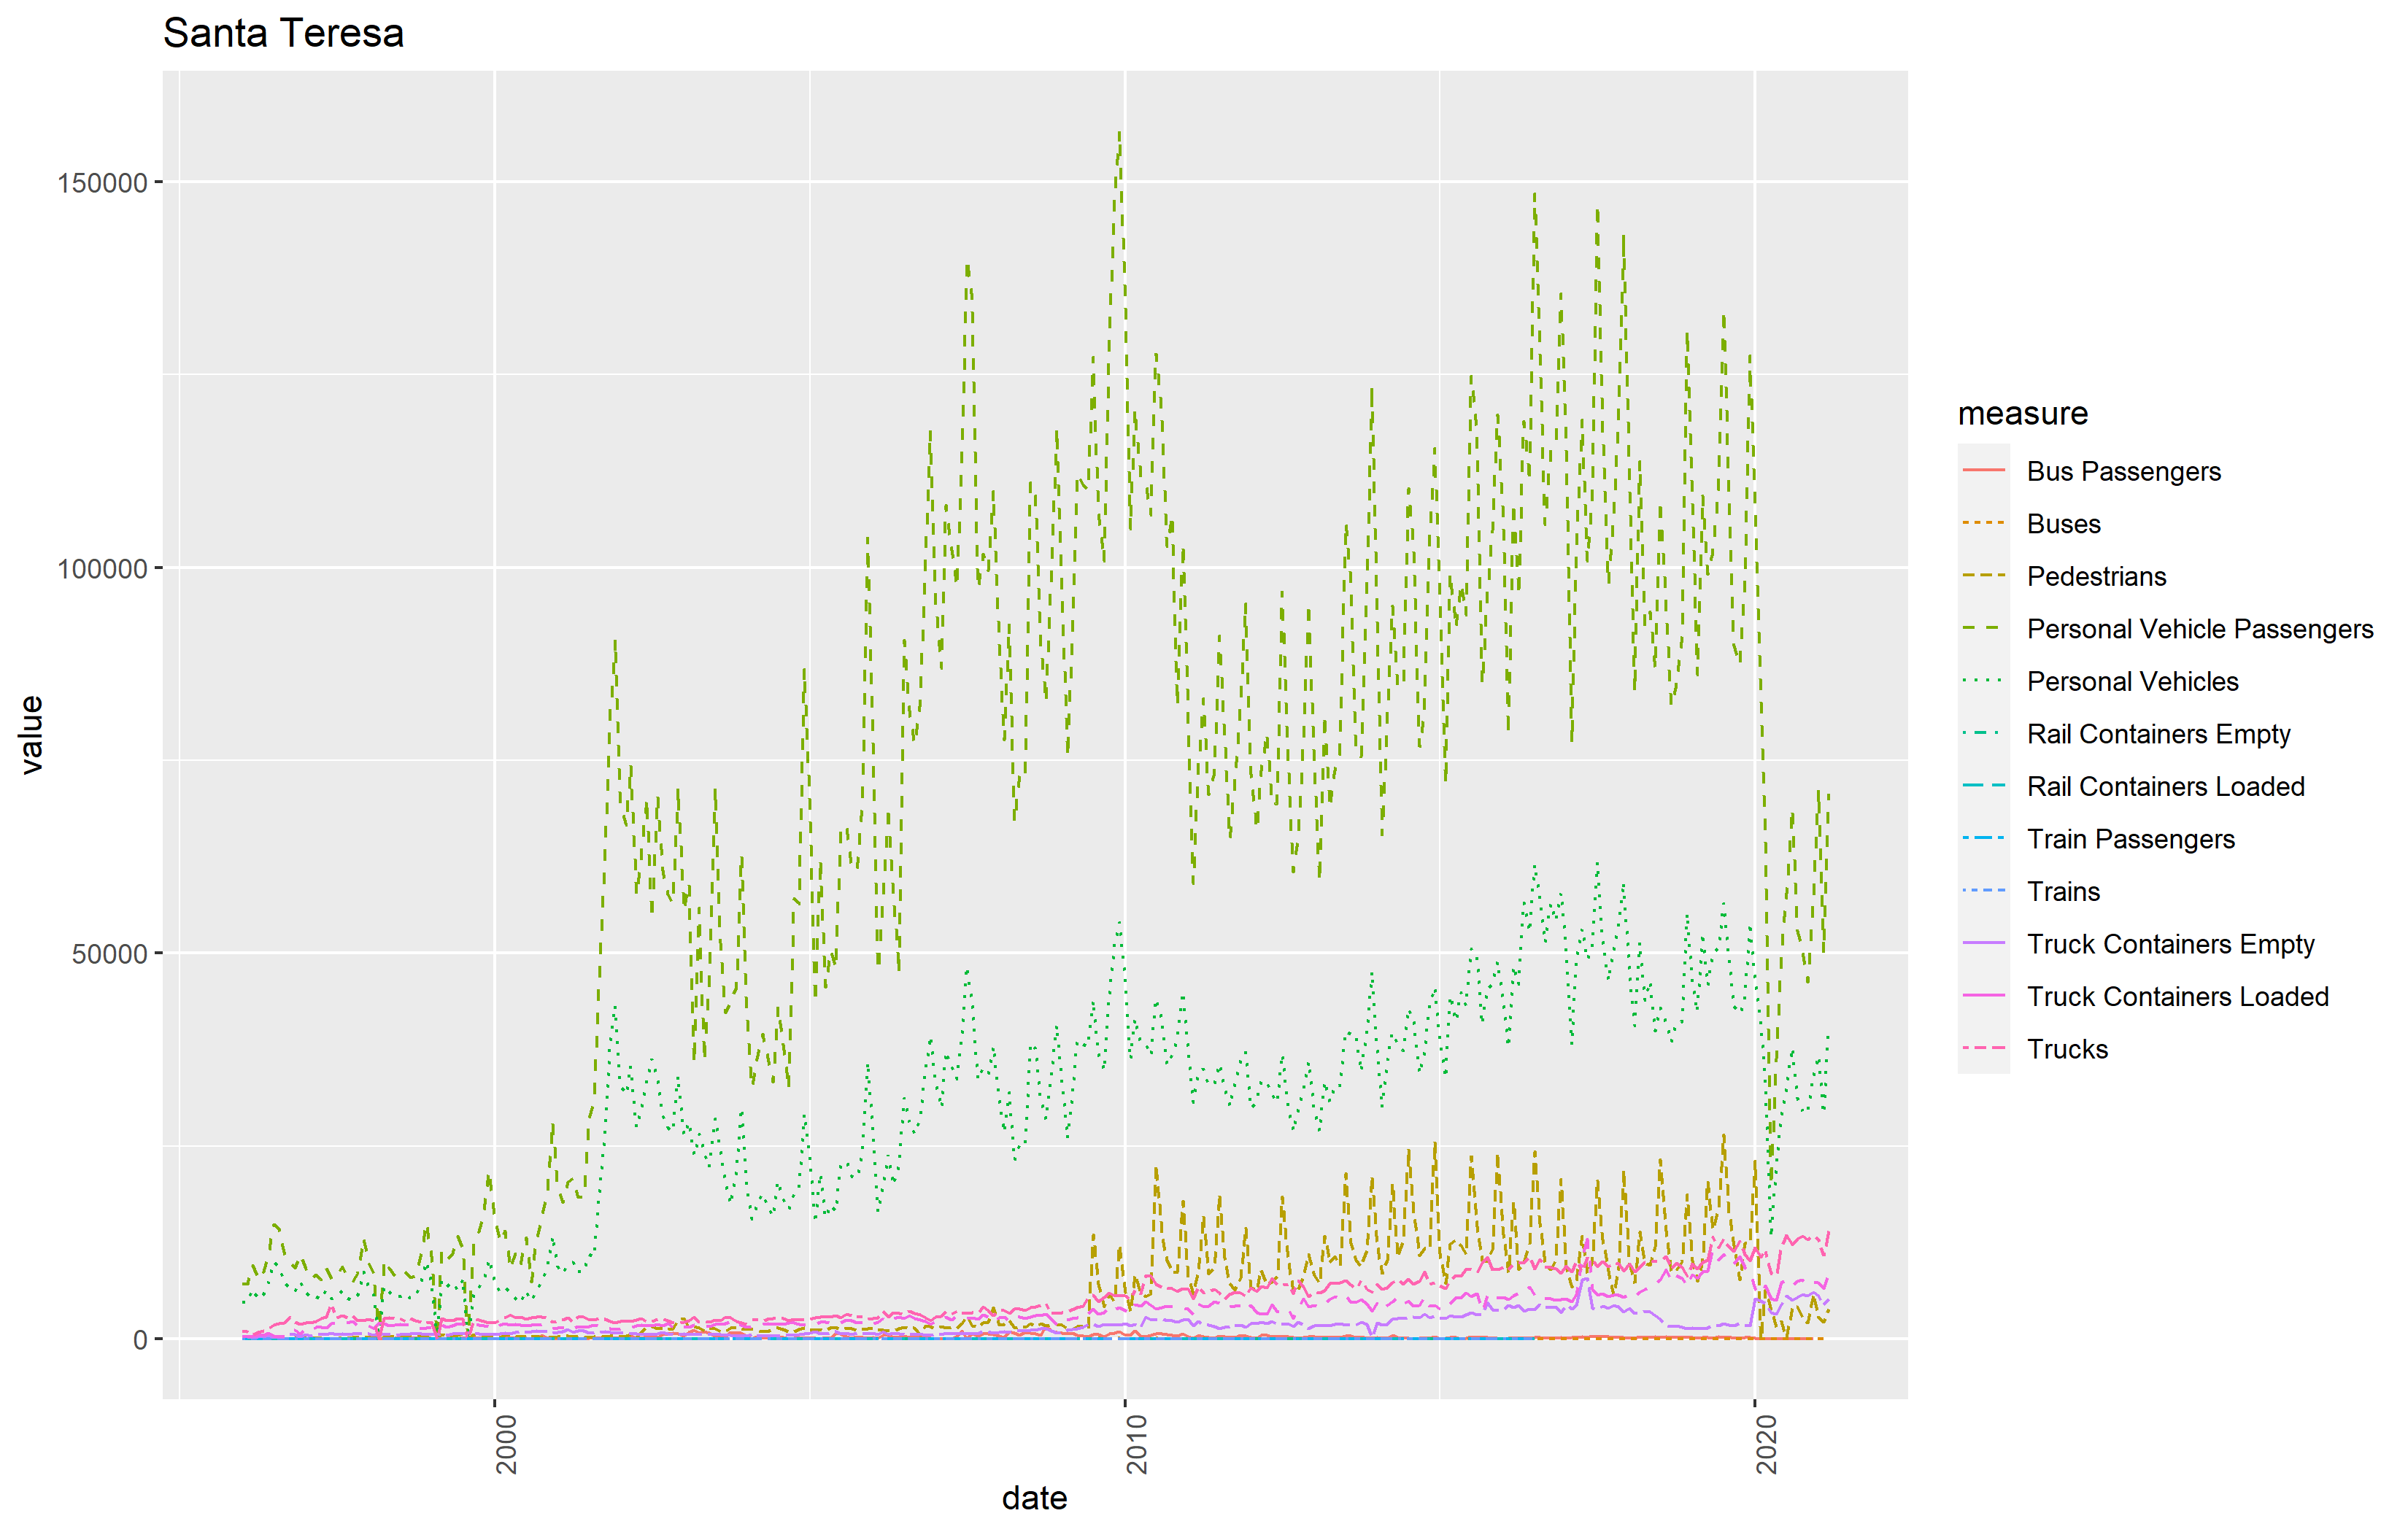 Santa Teresa
150000
100000
50000
0
value
2000
2010
2020
date
measure
Bus Passengers
Buses
Pedestrians
Personal Vehicle Passengers
Personal Vehicles
Rail Containers Empty
Rail Containers Loaded
Train Passengers
Trains
Truck Containers Empty
Truck Containers Loaded
Trucks